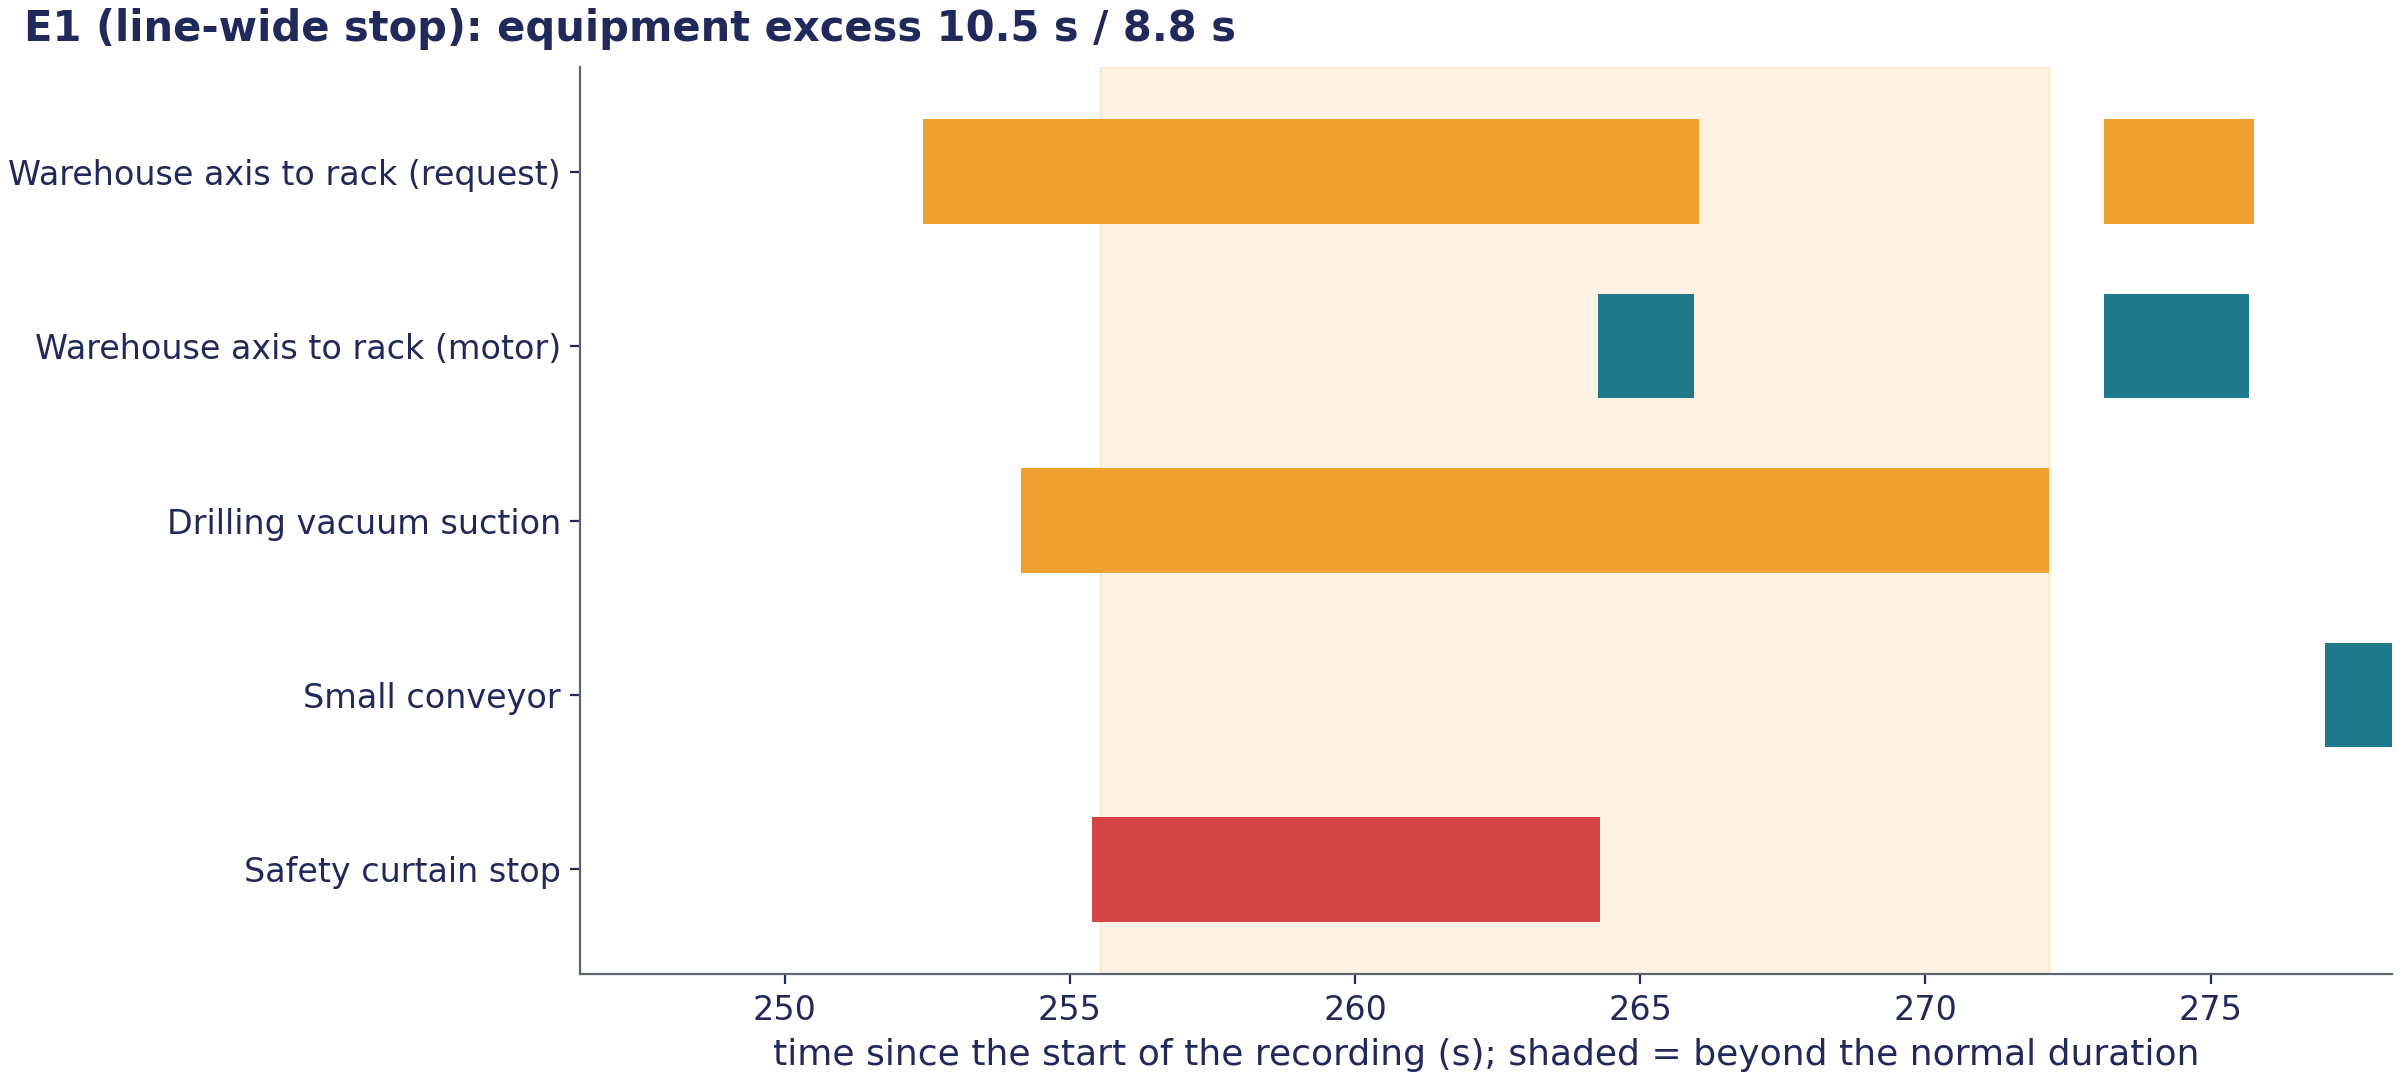 E1 (line-wide stop): equipment excess 10.5 s / 8.8 s
Warehouse axis to rack (request)
Warehouse axis to rack (motor)
Drilling vacuum suction
Small conveyor
Safety curtain stop
250 255 260 265 270 275
time since the start of the recording (s); shaded = beyond the normal duration